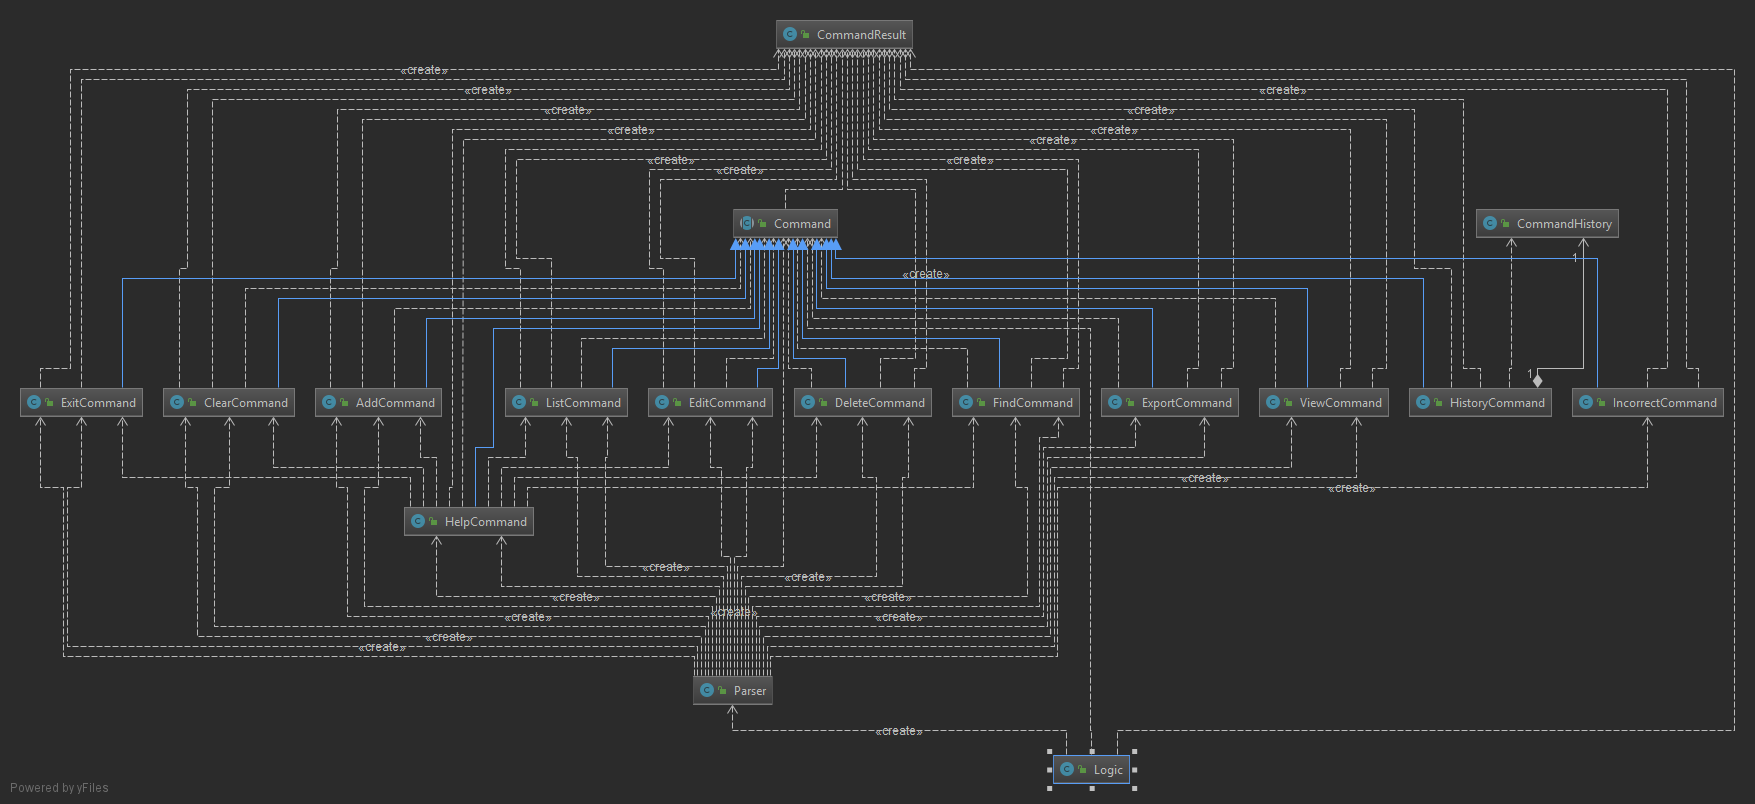 CommandResult
«create»
«create»
«create»
«create»
«create»
«create»
«create»
«create»
«create»
«create»
«create»
«create»
Command
CommandHistory
1
«create»
1
ExitCommand
ClearCommand
AddCommand
ListCommand
EditCommand
DeleteCommand
FindCommand
ExportCommand
ViewCommand
HistoryCommand
IncorrectCommand
«create»
«create»
HelpCommand
«create»
«create»
«create»
«create»
«create»
«create»
«create»
«create»
«create»
Parser
«create»
Logic
Powered by yFiles